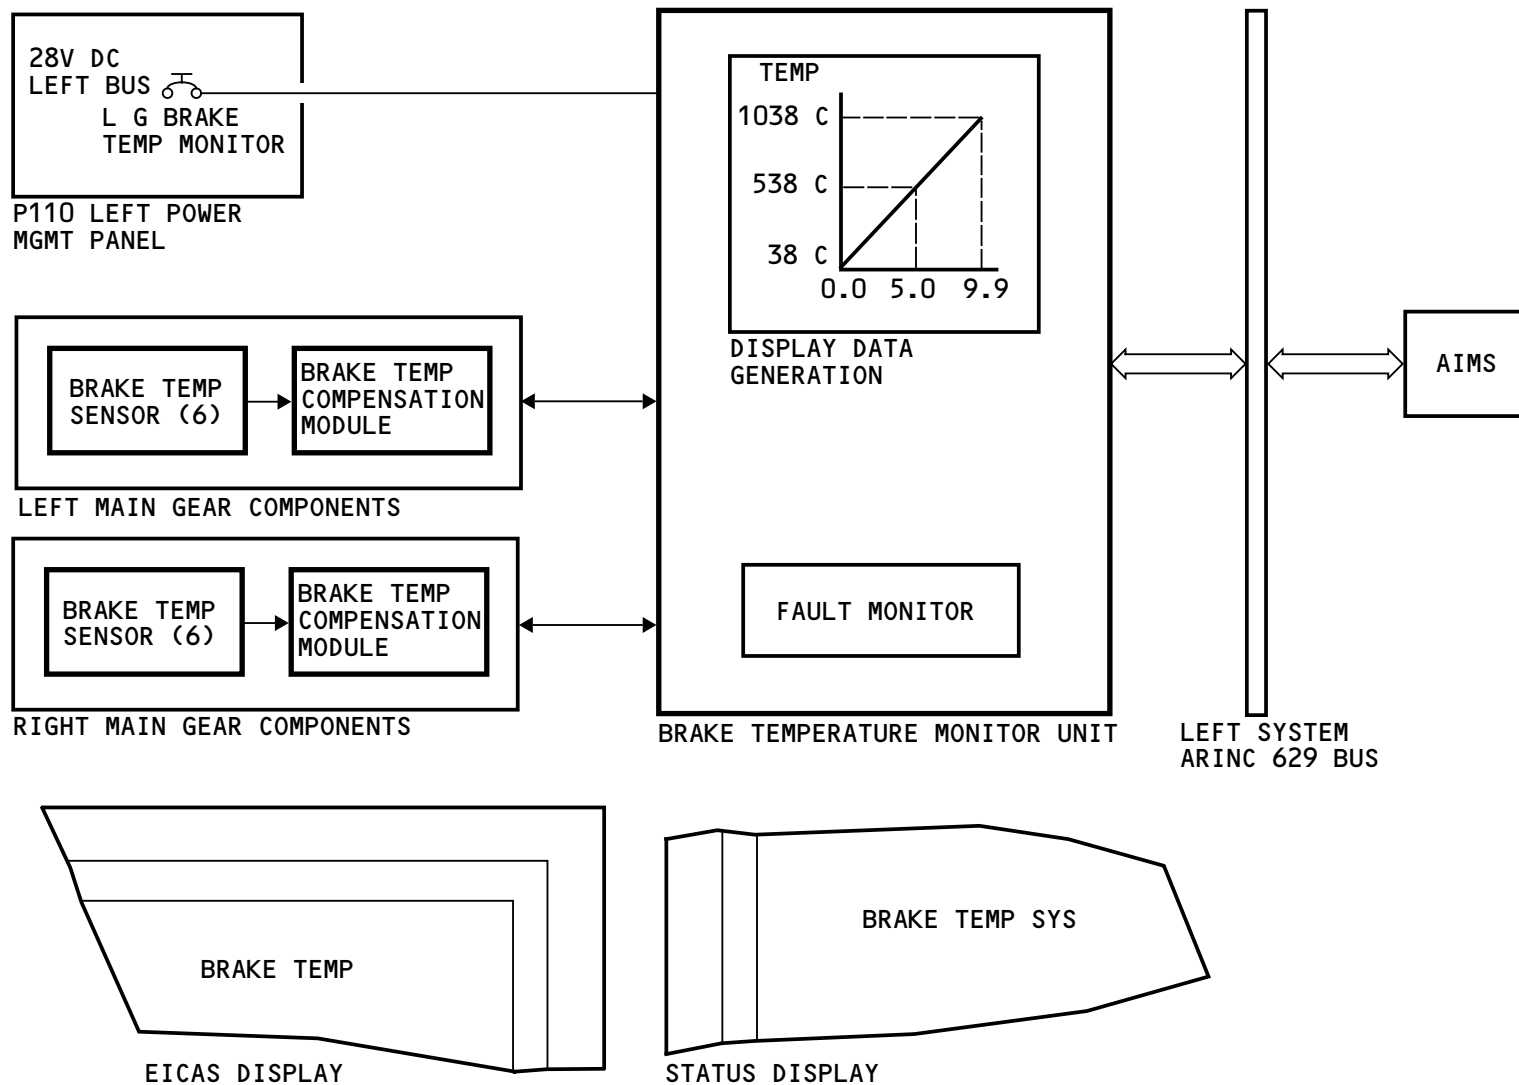 28V DC
LEFT BUS
L G BRAKE
TEMP MONITOR
P110 LEFT POWER
MGMT PANEL
TEMP
1038 C
538 C
38 C
0.0 5.0 9.9
DISPLAY DATA
GENERATION
BRAKE TEMP
SENSOR (6)
BRAKE TEMP
COMPENSATION
MODULE
LEFT MAIN GEAR COMPONENTS
BRAKE TEMP
SENSOR (6)
BRAKE TEMP
COMPENSATION
MODULE
RIGHT MAIN GEAR COMPONENTS
FAULT MONITOR
BRAKE TEMPERATURE MONITOR UNIT
AIMS
LEFT SYSTEM
ARINC 629 BUS
BRAKE TEMP
EICAS DISPLAY
BRAKE TEMP SYS
STATUS DISPLAY